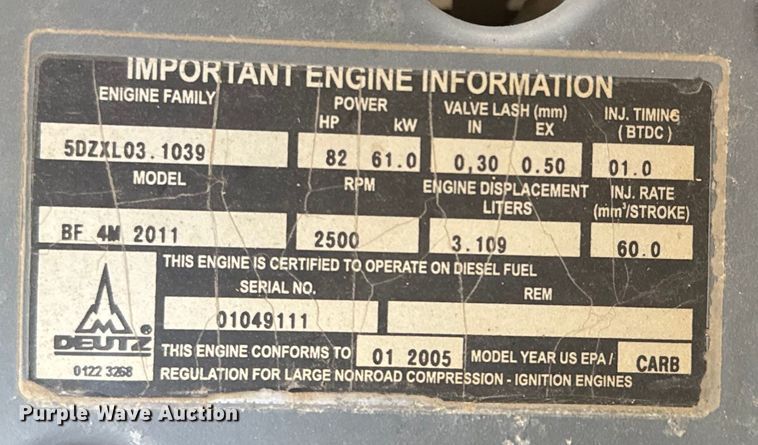 IMPORTANT ENGINE INFORMATION
ENIGINE FAMILY POWER VALVE LASH (mm) INJ. TIMING
HP kW IN EX (BTDC)
5DZXL03.1039 82 61.0 0,30 0.50 01.0
MODEL RPM ENGINE DISPLACEMENT INJ. RATE
LITERS (mm³/STROKE)
BF 4M 2011 2500 3.109 60.0
THIS ENGINE IS CERTIFIED TO OPERATE ON DIESEL FUEL
SERIAL NO. REM
01049111
DEUTZ®
THIS ENGINE CONFORMS TO 01 2005 MODEL YEAR US EPA / CARB
0122 3268 REGULATION FOR LARGE NONROAD COMPRESSION - IGNITION ENGINES
Purple Wave Auction